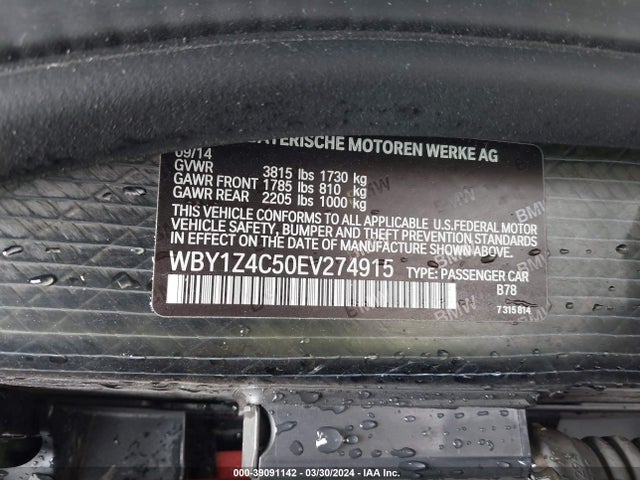 BAYERISCHE MOTOREN WERKE AG
09/14
GVWR 3815 lbs 1730 kg
GAWR FRONT 1785 lbs 810 kg
GAWR REAR 2205 lbs 1000 kg
THIS VEHICLE CONFORMS TO ALL APPLICABLE U.S.FEDERAL MOTOR
VEHICLE SAFETY, BUMPER, AND THEFT PREVENTION STANDARDS
IN EFFECT ON THE DATE OF MANUFACTURE SHOWN ABOVE.
WBY1Z4C50EV274915 TYPE: PASSENGER CAR
B78
7315814
000-39091142 - 03/30/2024 - IAA Inc.